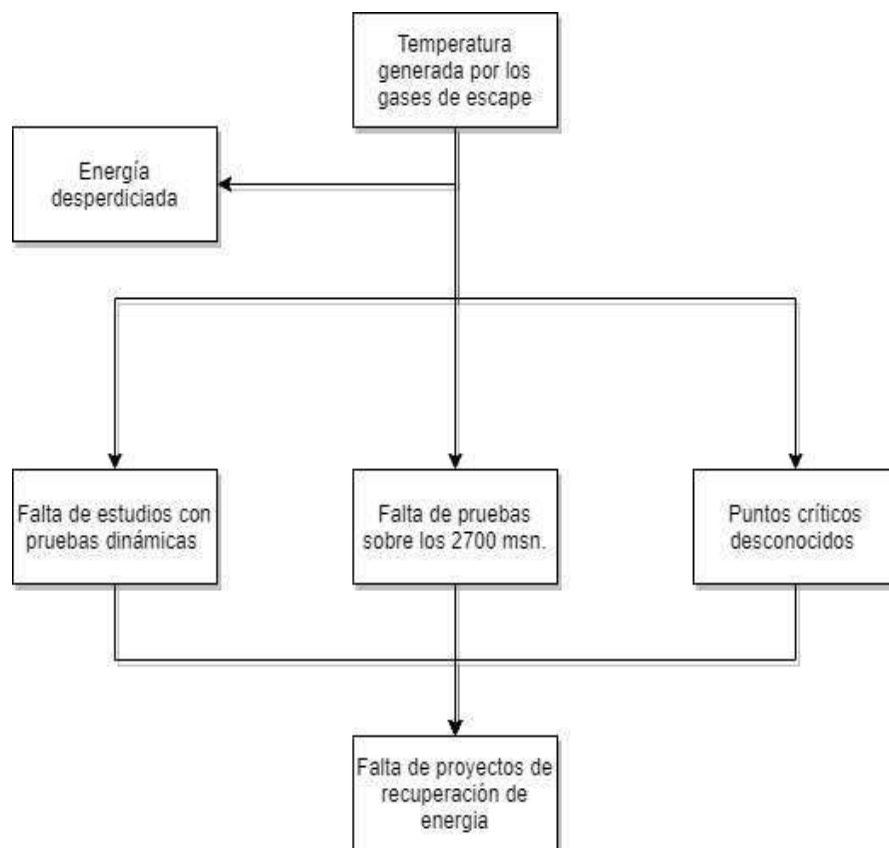 Temperatura
generada por los
gases de escape
Energía
desperdiciada
Falta de estudios con
pruebas dinámicas
Falta de pruebas
sobre los 2700 msn.
Puntos críticos
desconocidos
Falta de proyectos de
recuperación de
energia